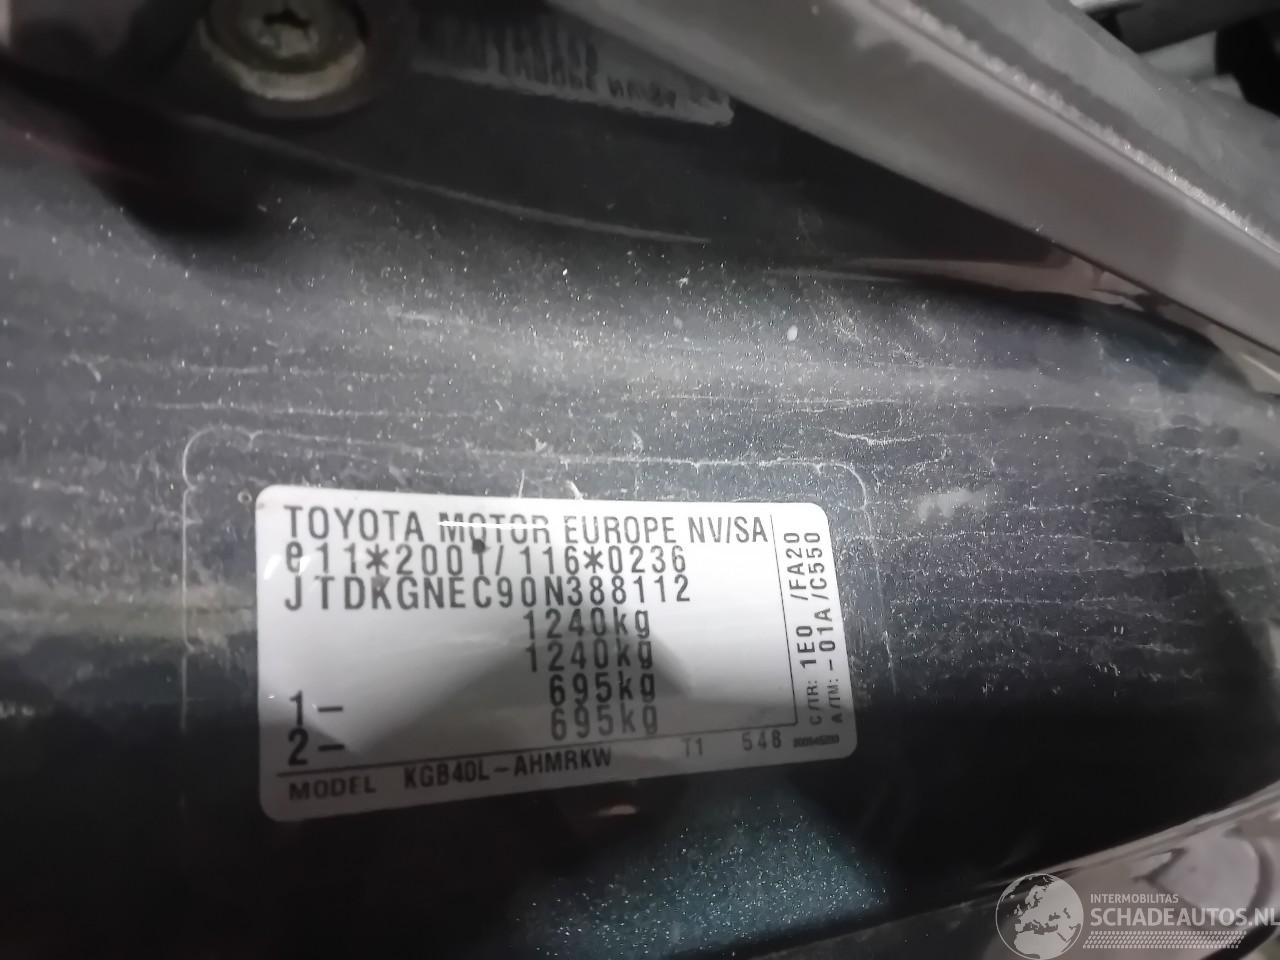 TOYOTA MOTOR EUROPE NV/SA
e11*2001/116*0236
JTDKGNEC90N388112
1240kg
1240kg
1- 695kg
2- 695kg
MODEL KGB40L-AHMRKW T1 548
C/TR: 1E0 /FA20
A/TM: -01A /C550
INTERMOBILITAS
SCHADEAUTOS.NL